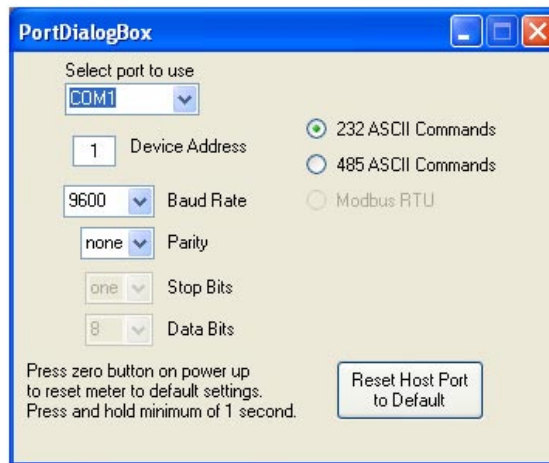 PortDialogBox
Select port to use
COM1
1 Device Address
9600 Baud Rate
none Parity
one Stop Bits
8 Data Bits
232 ASCII Commands
485 ASCII Commands
Modbus RTU
Press zero button on power up
to reset meter to default settings.
Press and hold minimum of 1 second.
Reset Host Port
to Default